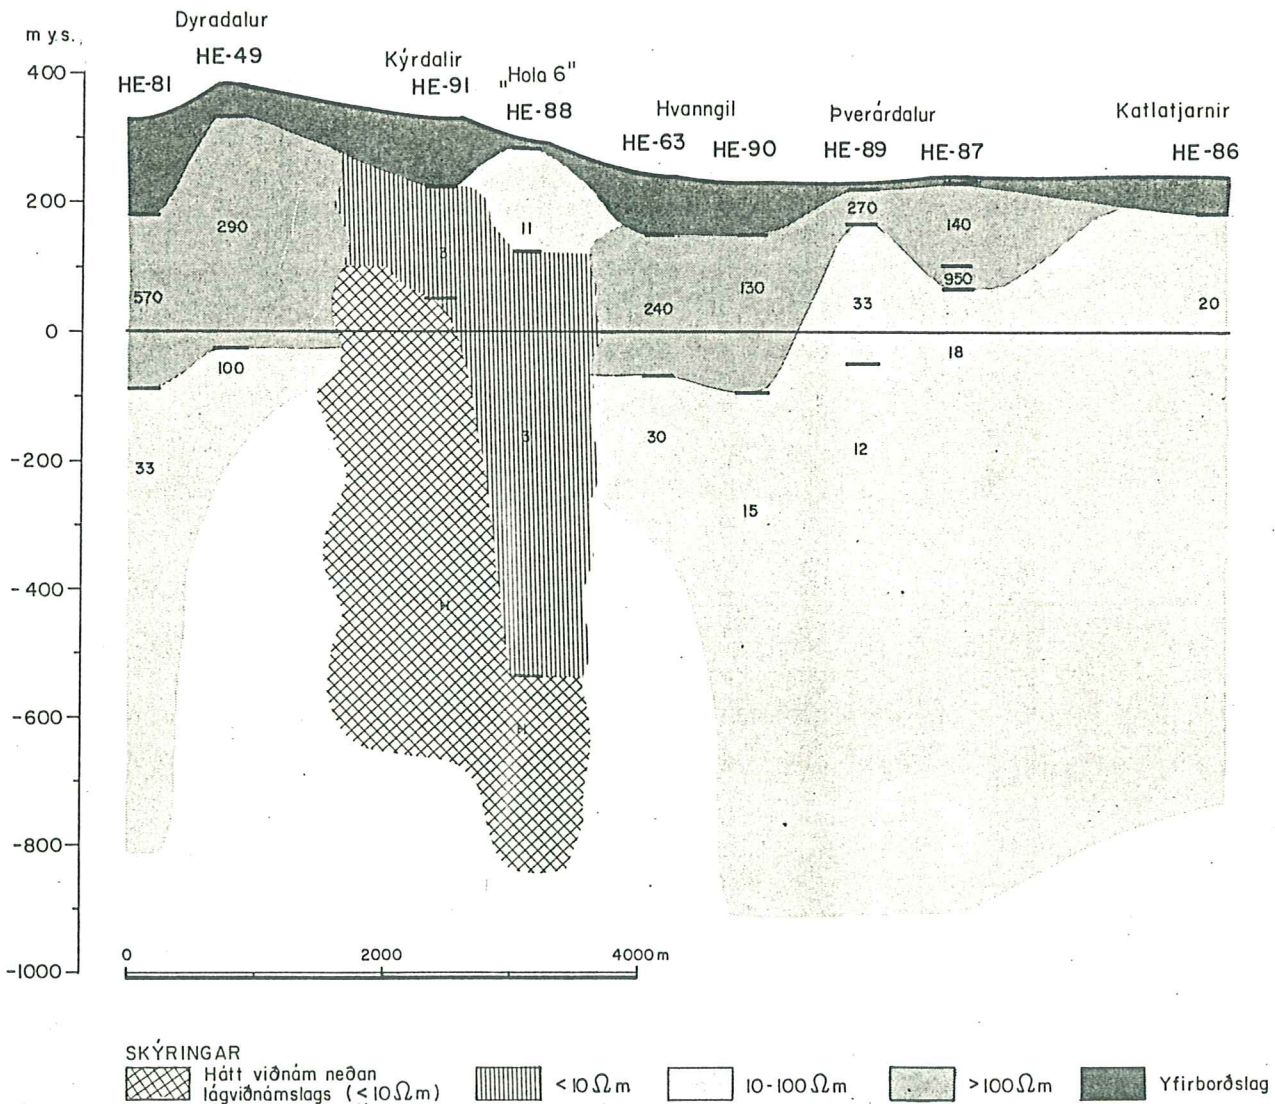 Dyradalur
m y.s.
HE-49
Kýrdalir
„Hola 6"
400
HE-81
HE-91
HE-88
Hvanngil
Þverárdalur
Katlatjarnir
HE-63
HE-90
HE-89
HE-87
HE-86
200
290
11
270
140
3
570
130
950
240
33
20
0
100
18
33
3
30
12
-200
15
-400
H
-600
H
-800
-1000
0
2000
4000 m
SKÝRINGAR
Hátt viðnám neðan
lágviðnámslags (<10Ωm)
<10Ωm
10-100Ωm
>100Ωm
Yfirborðslag